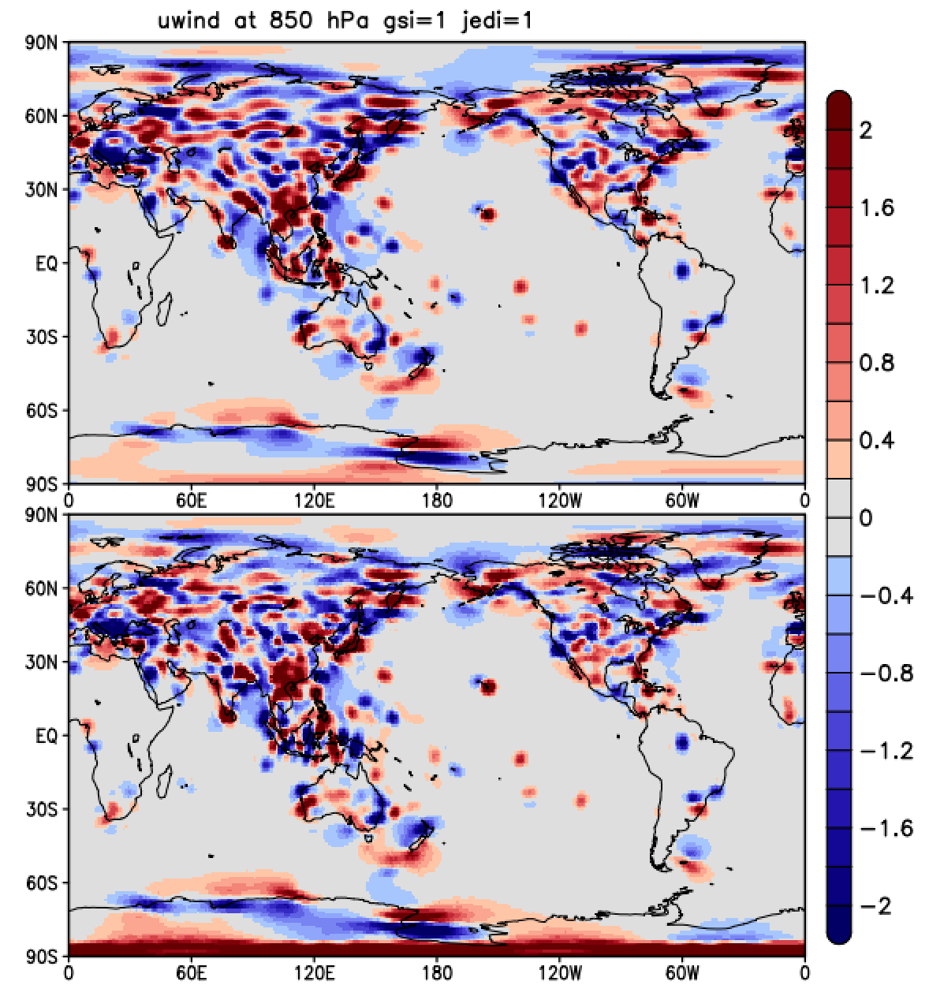 uwind at 850 hPa gsi=1 jedi=1
90N
60N
30N
EQ
30S
60S
90S
0 60E 120E 180 120W 60W 0
90N
60N
30N
EQ
30S
60S
90S
0 60E 120E 180 120W 60W 0
2
1.6
1.2
0.8
0.4
0
−0.4
−0.8
−1.2
−1.6
−2